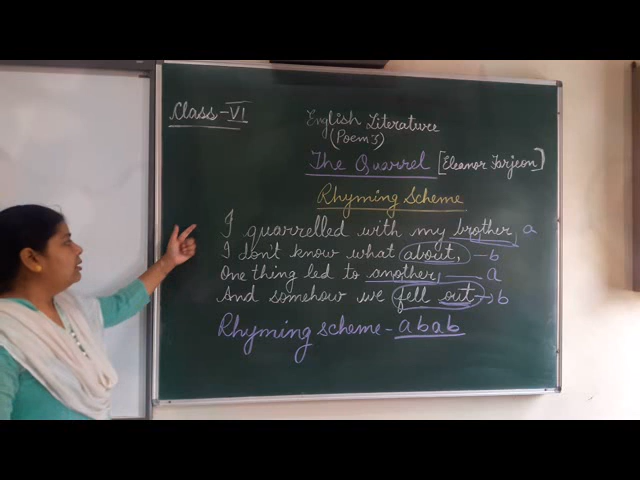 Class-VI
English Literature
(Poem's)
The Quarrel [Eleanor Farjeon]
Rhyming Scheme
I quarrelled with my brother, a
I don't know what about, - b
One thing led to another, - a
And somehow we fell out → b
Rhyming scheme - abab